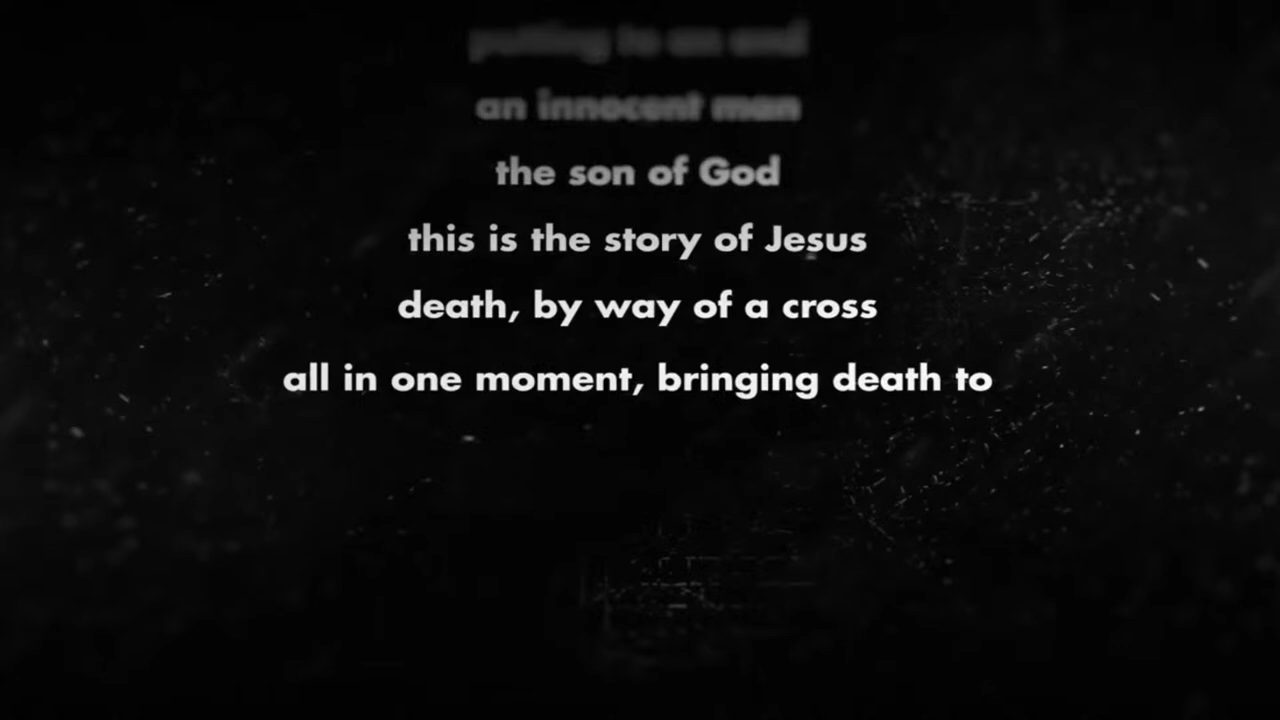 putting to an end
an innocent man
the son of God
this is the story of Jesus
death, by way of a cross
all in one moment, bringing death to